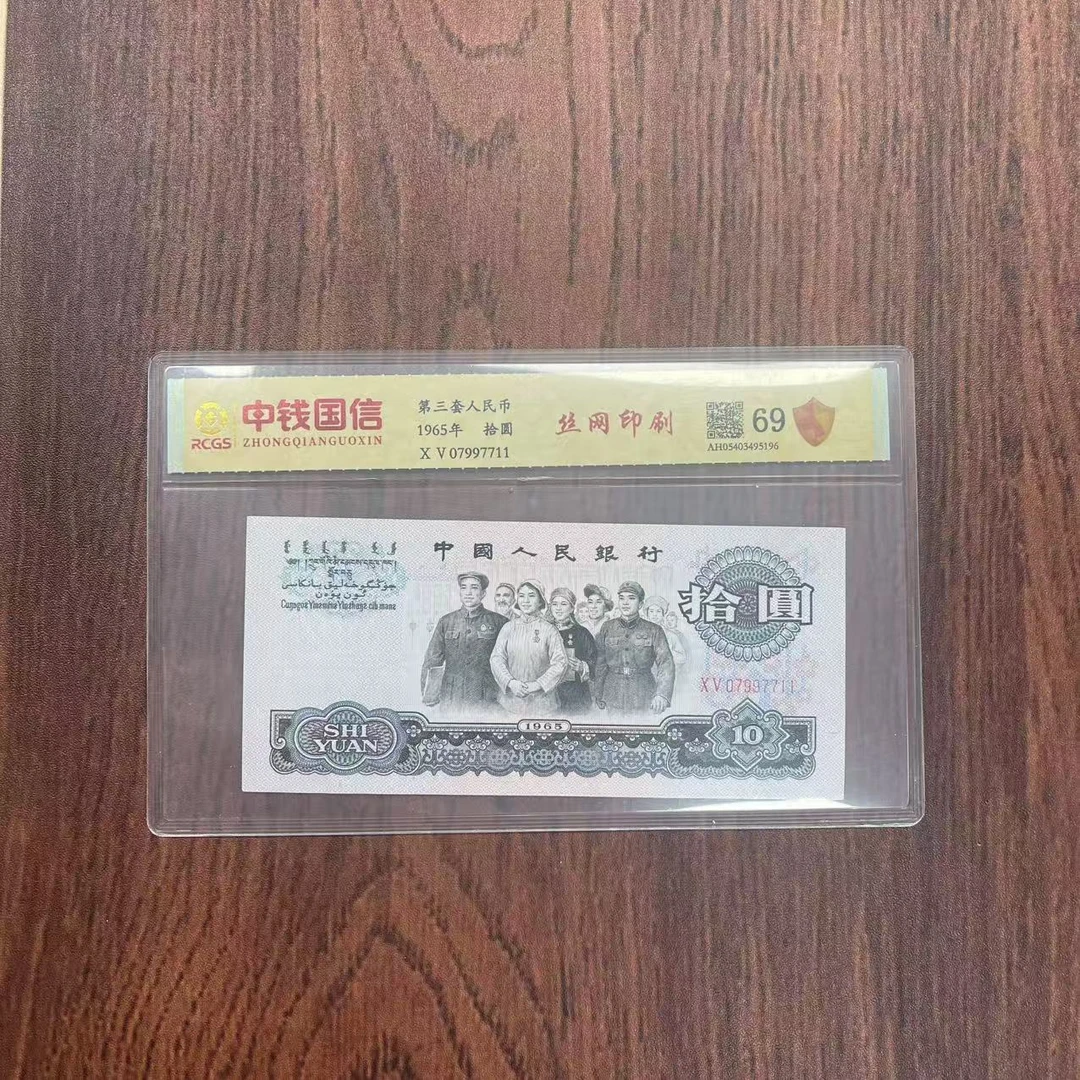 中钱国信
RCGS
ZHONGQIANGUOXIN
第三套人民币
1965年 拾圆
X V 07997711
丝网印刷
69
AH05403495196
中國人民銀行
拾圓
XV07997711
1965
SHI
YUAN
10